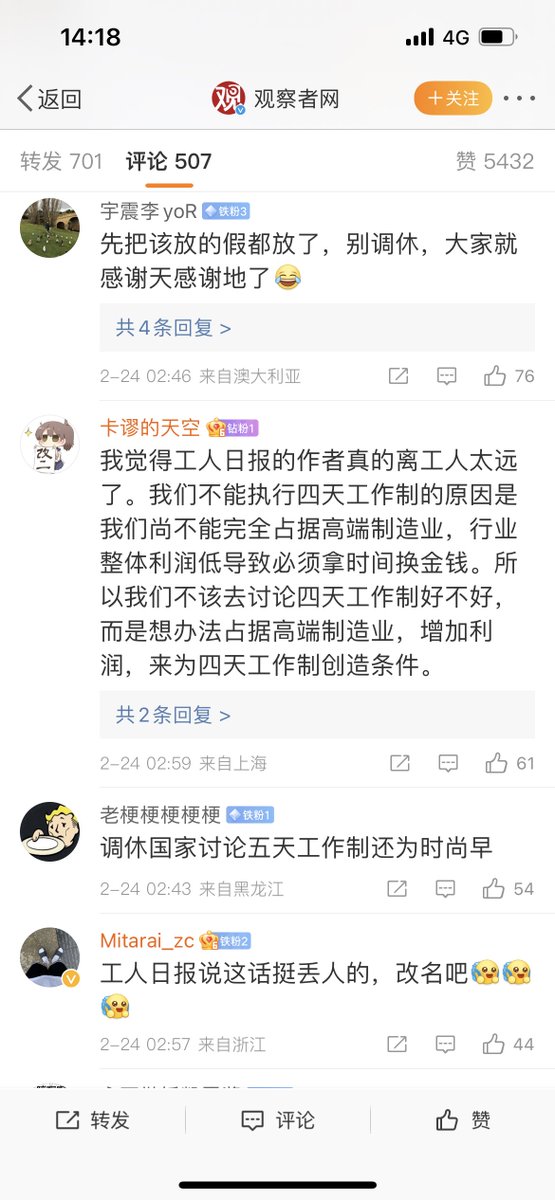 14:18
4G
返回
观
观察者网
+关注
转发 701
评论 507
赞 5432
宇震李yoR 铁粉3
先把该放的假都放了，别调休，大家就
感谢天感谢地了😂
共4条回复 >
2-24 02:46 来自澳大利亚
76
卡谬的天空 钻粉1
改二
我觉得工人日报的作者真的离工人太远
了。我们不能执行四天工作制的原因是
我们尚不能完全占据高端制造业，行业
整体利润低导致必须拿时间换金钱。所
以我们不该去讨论四天工作制好不好，
而是想办法占据高端制造业，增加利
润，来为四天工作制创造条件。
共2条回复 >
2-24 02:59 来自上海
61
老梗梗梗梗梗 铁粉1
调休国家讨论五天工作制还为时尚早
2-24 02:43 来自黑龙江
54
Mitarai_zc 铁粉2
工人日报说这话挺丢人的，改名吧🥹🥹
🥹
2-24 02:57 来自浙江
44
转发
评论
赞